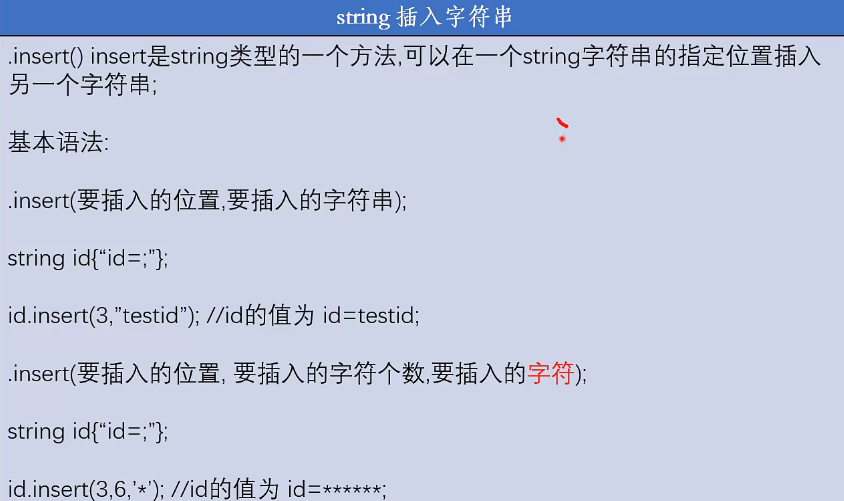 string 插入字符串
.insert() insert是string类型的一个方法,可以在一个string字符串的指定位置插入
另一个字符串;
基本语法:
.insert(要插入的位置,要插入的字符串);
string id{“id=;”};
id.insert(3,”testid”); //id的值为 id=testid;
.insert(要插入的位置, 要插入的字符个数,要插入的字符);
string id{“id=;”};
id.insert(3,6,’*’); //id的值为 id=******;